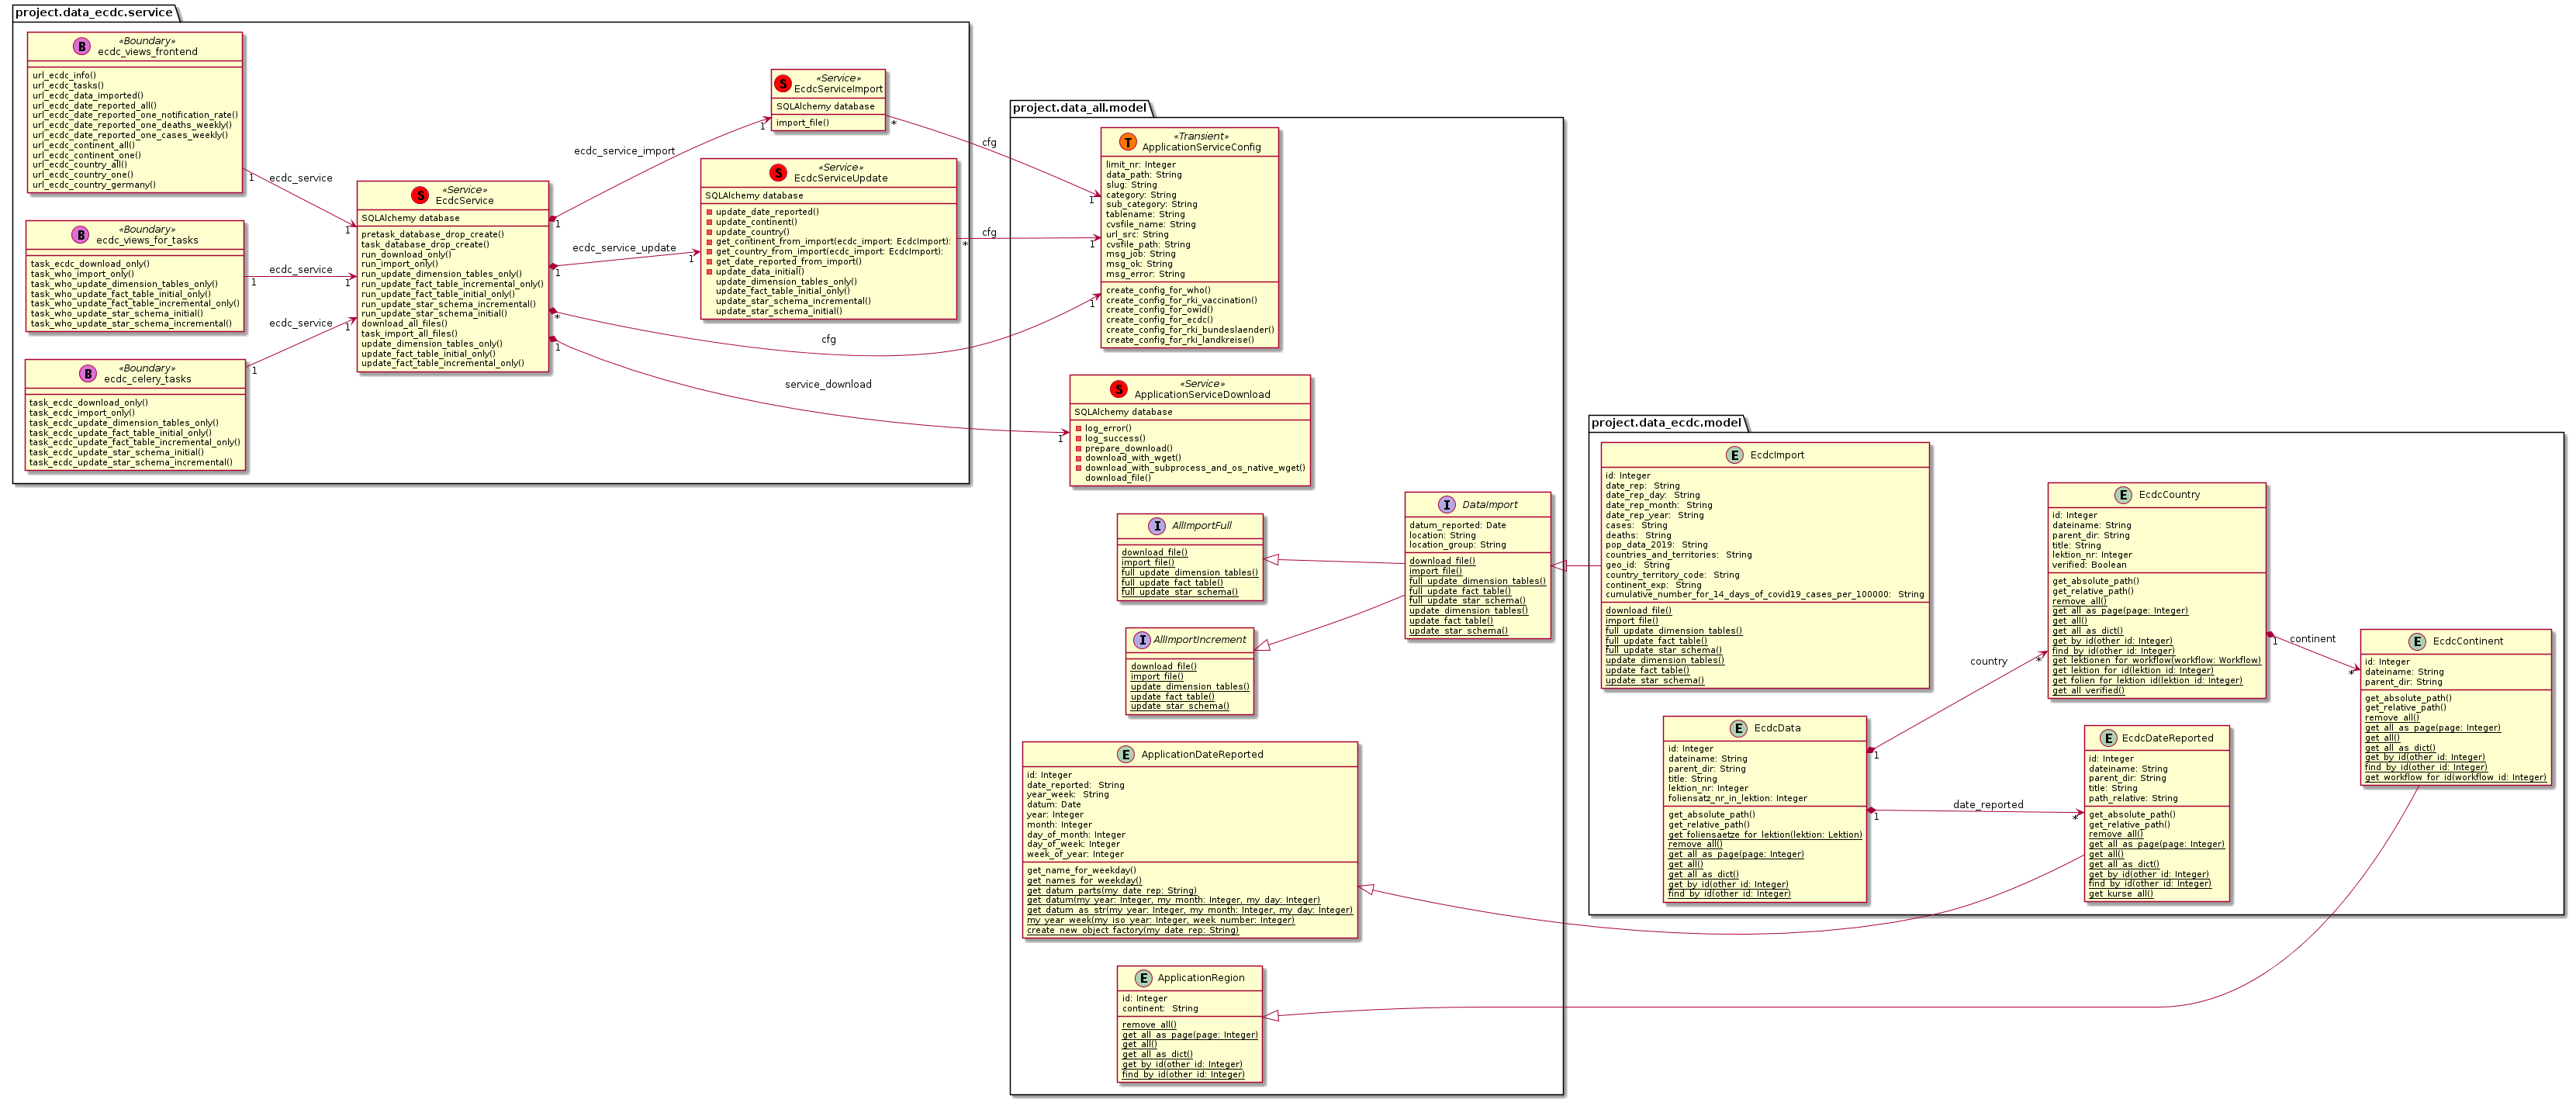 project.data_ecdc.service
B
«Boundary»
ecdc_views_frontend
url_ecdc_info()
url_ecdc_tasks()
url_ecdc_data_imported()
url_ecdc_date_reported_all()
url_ecdc_date_reported_one_notification_rate()
url_ecdc_date_reported_one_deaths_weekly()
url_ecdc_date_reported_one_cases_weekly()
url_ecdc_continent_all()
url_ecdc_continent_one()
url_ecdc_country_all()
url_ecdc_country_one()
url_ecdc_country_germany()
B
«Boundary»
ecdc_views_for_tasks
task_ecdc_download_only()
task_who_import_only()
task_who_update_dimension_tables_only()
task_who_update_fact_table_initial_only()
task_who_update_fact_table_incremental_only()
task_who_update_star_schema_initial()
task_who_update_star_schema_incremental()
B
«Boundary»
ecdc_celery_tasks
task_ecdc_download_only()
task_ecdc_import_only()
task_ecdc_update_dimension_tables_only()
task_ecdc_update_fact_table_initial_only()
task_ecdc_update_fact_table_incremental_only()
task_ecdc_update_star_schema_initial()
task_ecdc_update_star_schema_incremental()
1
ecdc_service
1
1
ecdc_service
1
1
ecdc_service
1
S
«Service»
EcdcService
SQLAlchemy database
pretask_database_drop_create()
task_database_drop_create()
run_download_only()
run_import_only()
run_update_dimension_tables_only()
run_update_fact_table_incremental_only()
run_update_fact_table_initial_only()
run_update_star_schema_incremental()
run_update_star_schema_initial()
download_all_files()
task_import_all_files()
update_dimension_tables_only()
update_fact_table_initial_only()
update_fact_table_incremental_only()
1
ecdc_service_import
1
1
ecdc_service_update
1
*
cfg
1
1
service_download
1
S
«Service»
EcdcServiceImport
SQLAlchemy database
import_file()
*
cfg
1
S
«Service»
EcdcServiceUpdate
SQLAlchemy database
update_date_reported()
update_continent()
update_country()
get_continent_from_import(ecdc_import: EcdcImport):
get_country_from_import(ecdc_import: EcdcImport):
get_date_reported_from_import()
update_data_initial()
update_dimension_tables_only()
update_fact_table_initial_only()
update_star_schema_incremental()
update_star_schema_initial()
*
cfg
1
project.data_all.model
T
«Transient»
ApplicationServiceConfig
limit_nr: Integer
data_path: String
slug: String
category: String
sub_category: String
tablename: String
cvsfile_name: String
url_src: String
cvsfile_path: String
msg_job: String
msg_ok: String
msg_error: String
create_config_for_who()
create_config_for_rki_vaccination()
create_config_for_owid()
create_config_for_ecdc()
create_config_for_rki_bundeslaender()
create_config_for_rki_landkreise()
S
«Service»
ApplicationServiceDownload
SQLAlchemy database
log_error()
log_success()
prepare_download()
download_with_wget()
download_with_subprocess_and_os_native_wget()
download_file()
I
AllImportFull
download_file()
import_file()
full_update_dimension_tables()
full_update_fact_table()
full_update_star_schema()
I
AllImportIncrement
download_file()
import_file()
update_dimension_tables()
update_fact_table()
update_star_schema()
I
DataImport
datum_reported: Date
location: String
location_group: String
download_file()
import_file()
full_update_dimension_tables()
full_update_fact_table()
full_update_star_schema()
update_dimension_tables()
update_fact_table()
update_star_schema()
E
ApplicationDateReported
id: Integer
date_reported: String
year_week: String
datum: Date
year: Integer
month: Integer
day_of_month: Integer
day_of_week: Integer
week_of_year: Integer
get_name_for_weekday()
get_names_for_weekday()
get_datum_parts(my_date_rep: String)
get_datum(my_year: Integer, my_month: Integer, my_day: Integer)
get_datum_as_str(my_year: Integer, my_month: Integer, my_day: Integer)
my_year_week(my_iso_year: Integer, week_number: Integer)
create_new_object_factory(my_date_rep: String)
E
ApplicationRegion
id: Integer
continent: String
remove_all()
get_all_as_page(page: Integer)
get_all()
get_all_as_dict()
get_by_id(other_id: Integer)
find_by_id(other_id: Integer)
project.data_ecdc.model
E
EcdcImport
id: Integer
date_rep: String
date_rep_day: String
date_rep_month: String
date_rep_year: String
cases: String
deaths: String
pop_data_2019: String
countries_and_territories: String
geo_id: String
country_territory_code: String
continent_exp: String
cumulative_number_for_14_days_of_covid19_cases_per_100000: String
download_file()
import_file()
full_update_dimension_tables()
full_update_fact_table()
full_update_star_schema()
update_dimension_tables()
update_fact_table()
update_star_schema()
E
EcdcData
id: Integer
dateiname: String
parent_dir: String
title: String
lektion_nr: Integer
foliensatz_nr_in_lektion: Integer
get_absolute_path()
get_relative_path()
get_foliensaetze_for_lektion(lektion: Lektion)
remove_all()
get_all_as_page(page: Integer)
get_all()
get_all_as_dict()
get_by_id(other_id: Integer)
find_by_id(other_id: Integer)
1
country
*
1
date_reported
*
E
EcdcCountry
id: Integer
dateiname: String
parent_dir: String
title: String
lektion_nr: Integer
verified: Boolean
get_absolute_path()
get_relative_path()
remove_all()
get_all_as_page(page: Integer)
get_all()
get_all_as_dict()
get_by_id(other_id: Integer)
find_by_id(other_id: Integer)
get_lektionen_for_workflow(workflow: Workflow)
get_lektion_for_id(lektion_id: Integer)
get_folien_for_lektion_id(lektion_id: Integer)
get_all_verified()
1
continent
*
E
EcdcDateReported
id: Integer
dateiname: String
parent_dir: String
title: String
path_relative: String
get_absolute_path()
get_relative_path()
remove_all()
get_all_as_page(page: Integer)
get_all()
get_all_as_dict()
get_by_id(other_id: Integer)
find_by_id(other_id: Integer)
get_kurse_all()
E
EcdcContinent
id: Integer
dateiname: String
parent_dir: String
get_absolute_path()
get_relative_path()
remove_all()
get_all_as_page(page: Integer)
get_all()
get_all_as_dict()
get_by_id(other_id: Integer)
find_by_id(other_id: Integer)
get_workflow_for_id(workflow_id: Integer)